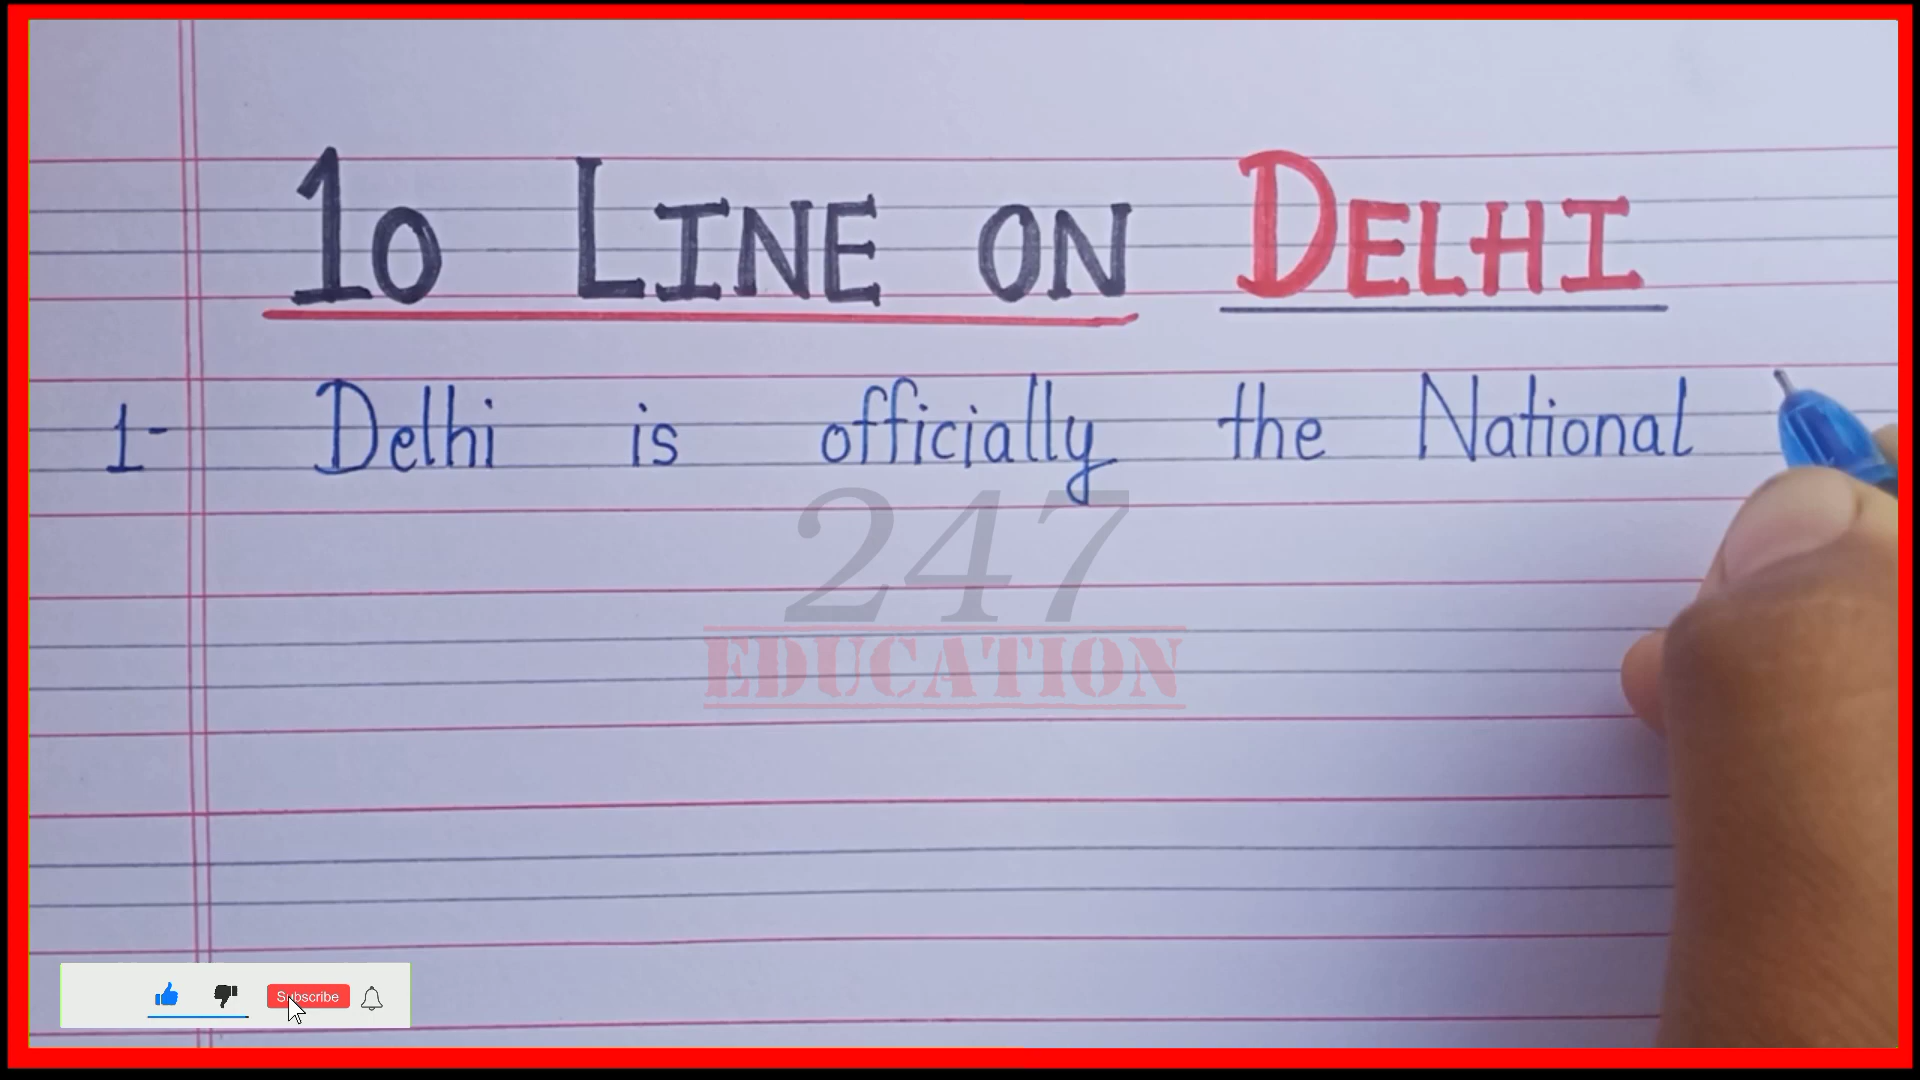 10 LINE ON DELHI
1- Delhi is officially the National
247
EDUCATION
Subscribe